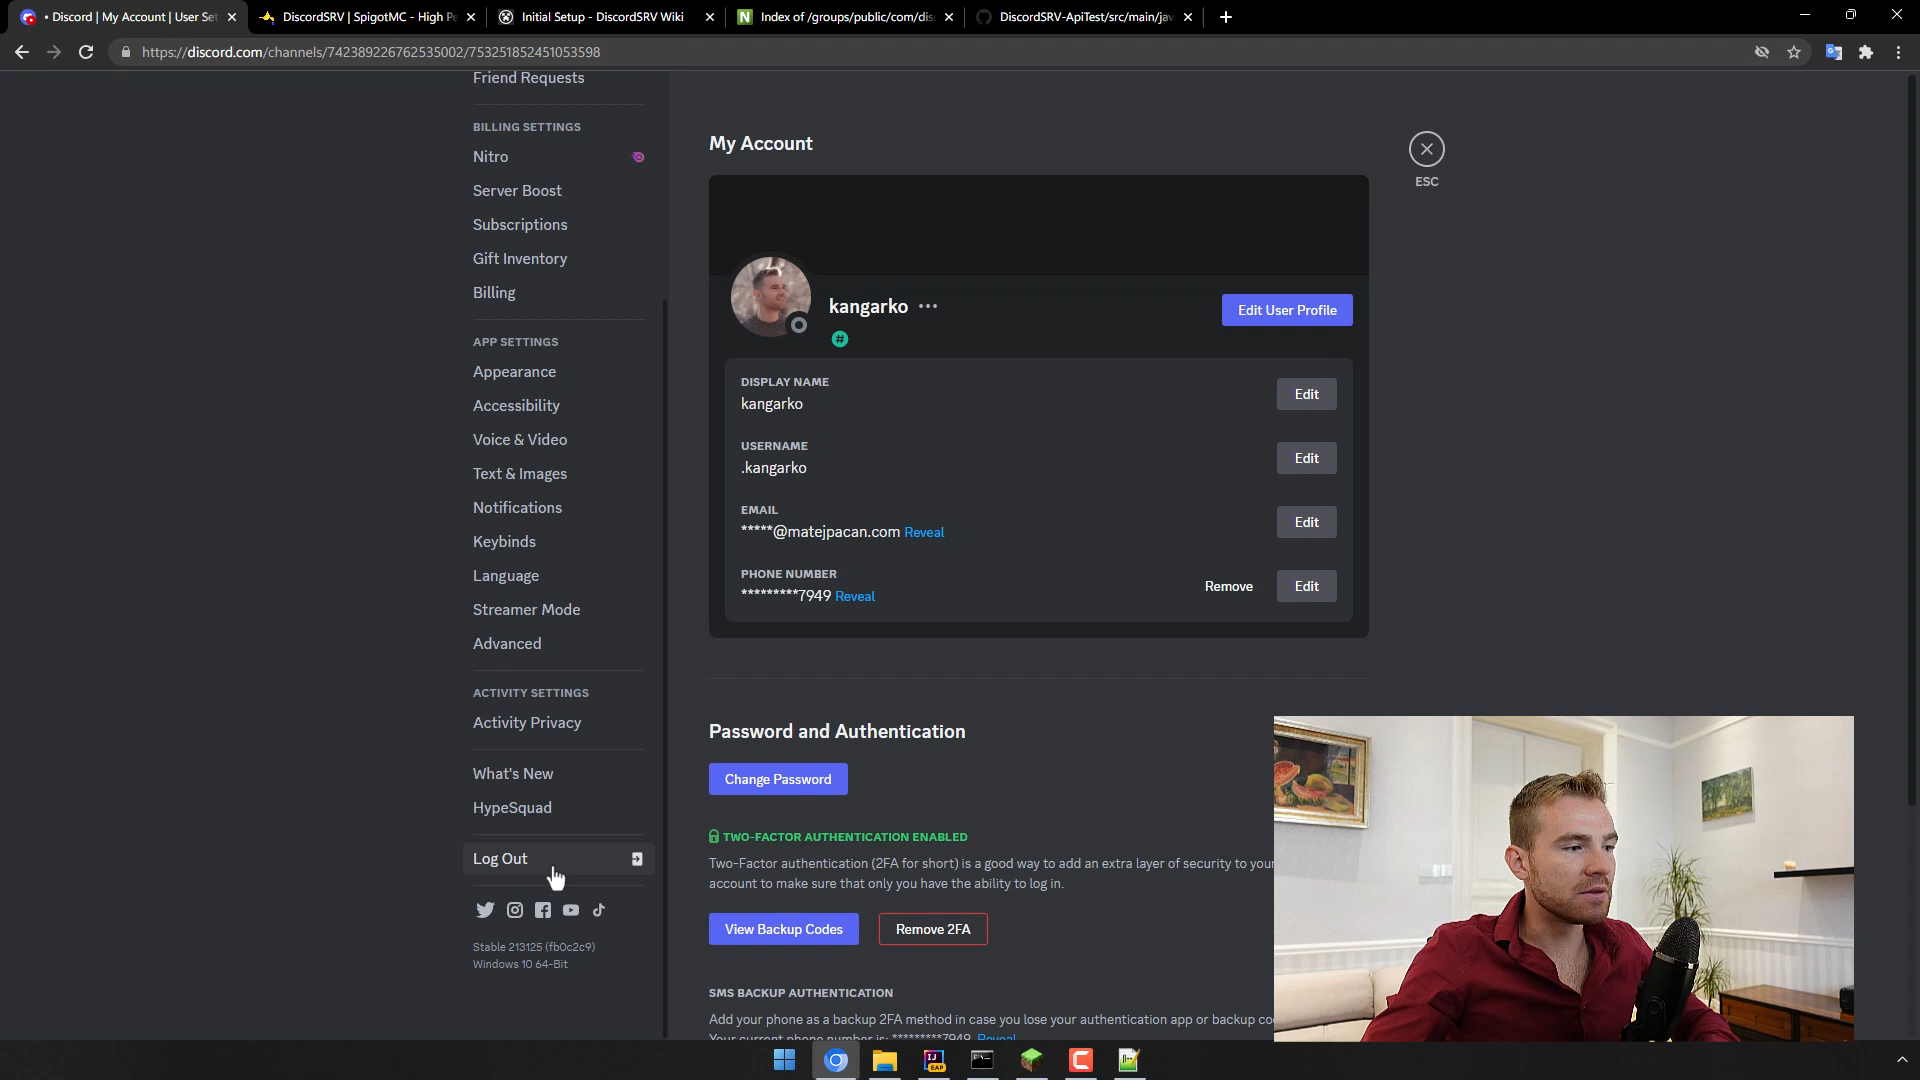 • Discord | My Account | User Set
DiscordSRV | SpigotMC - High Pe
Initial Setup - DiscordSRV Wiki
Index of /groups/public/com/dis
DiscordSRV-ApiTest/src/main/jav
https://discord.com/channels/742389226762535002/753251852451053598
Friend Requests
BILLING SETTINGS
Nitro
Server Boost
Subscriptions
Gift Inventory
Billing
APP SETTINGS
Appearance
Accessibility
Voice & Video
Text & Images
Notifications
Keybinds
Language
Streamer Mode
Advanced
ACTIVITY SETTINGS
Activity Privacy
What's New
HypeSquad
Log Out
Stable 213125 (fb0c2c9)
Windows 10 64-Bit
My Account
ESC
kangarko
Edit User Profile
#
DISPLAY NAME
kangarko
Edit
USERNAME
.kangarko
Edit
EMAIL
*****@matejpacan.com Reveal
Edit
PHONE NUMBER
*********7949 Reveal
Remove
Edit
Password and Authentication
Change Password
TWO-FACTOR AUTHENTICATION ENABLED
Two-Factor authentication (2FA for short) is a good way to add an extra layer of security to your
account to make sure that only you have the ability to log in.
View Backup Codes
Remove 2FA
SMS BACKUP AUTHENTICATION
Add your phone as a backup 2FA method in case you lose your authentication app or backup co
Your current phone number is: *********7949 Reveal